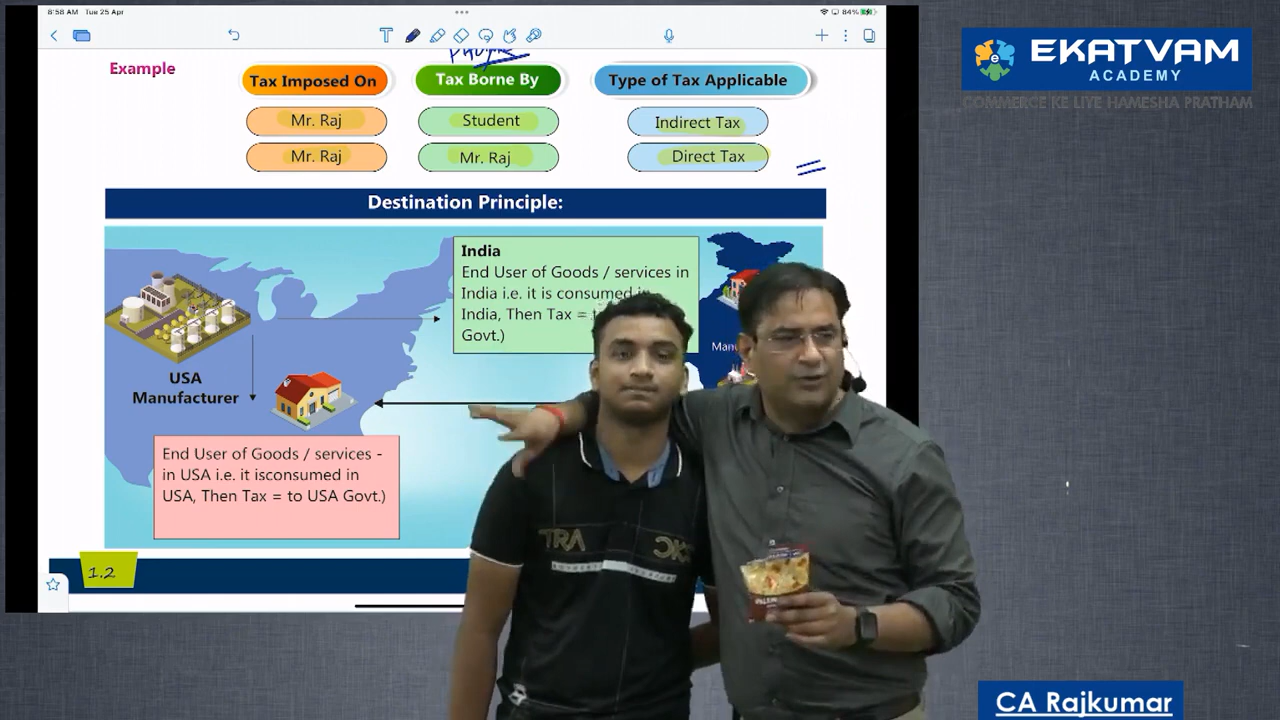 8:58 AM Tue 25 Apr
84%
EKATVAM
ACADEMY
COMMERCE KE LIYE HAMESHA PRATHAM
Example
Tax Imposed On
Tax Borne By
Type of Tax Applicable
Mr. Raj
Student
Indirect Tax
Mr. Raj
Mr. Raj
Direct Tax
Destination Principle:
India
End User of Goods / services in
India i.e. it is consumed
India, Then Tax =
Govt.)
USA
Manufacturer
End User of Goods / services -
in USA i.e. it isconsumed in
USA, Then Tax = to USA Govt.)
1.2
CA Rajkumar